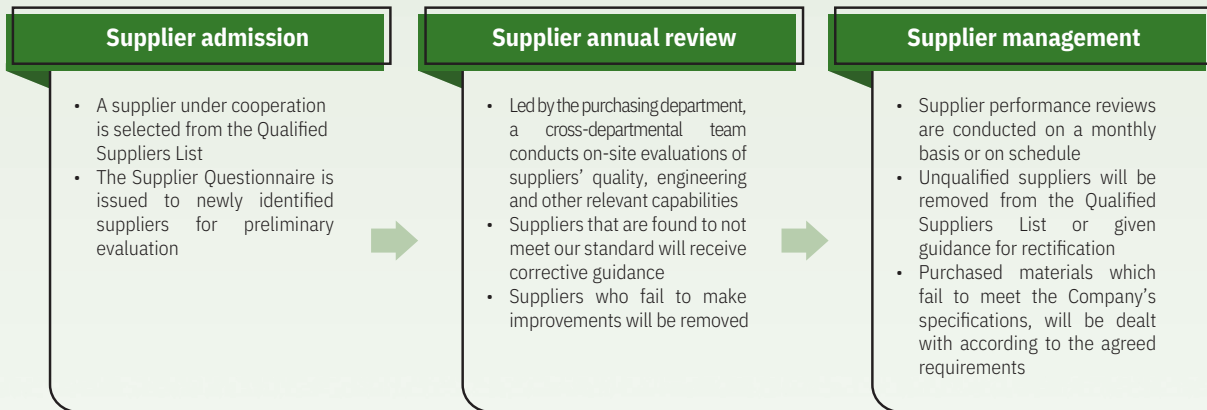 Supplier admission
• A supplier under cooperation
is selected from the Qualified
Suppliers List
• The Supplier Questionnaire is
issued to newly identified
suppliers for preliminary
evaluation
Supplier annual review
• Led by the purchasing department,
a cross-departmental team
conducts on-site evaluations of
suppliers' quality, engineering
and other relevant capabilities
• Suppliers that are found to not
meet our standard will receive
corrective guidance
• Suppliers who fail to make
improvements will be removed
Supplier management
• Supplier performance reviews
are conducted on a monthly
basis or on schedule
• Unqualified suppliers will be
removed from the Qualified
Suppliers List or given
guidance for rectification
• Purchased materials which
fail to meet the Company's
specifications, will be dealt
with according to the agreed
requirements